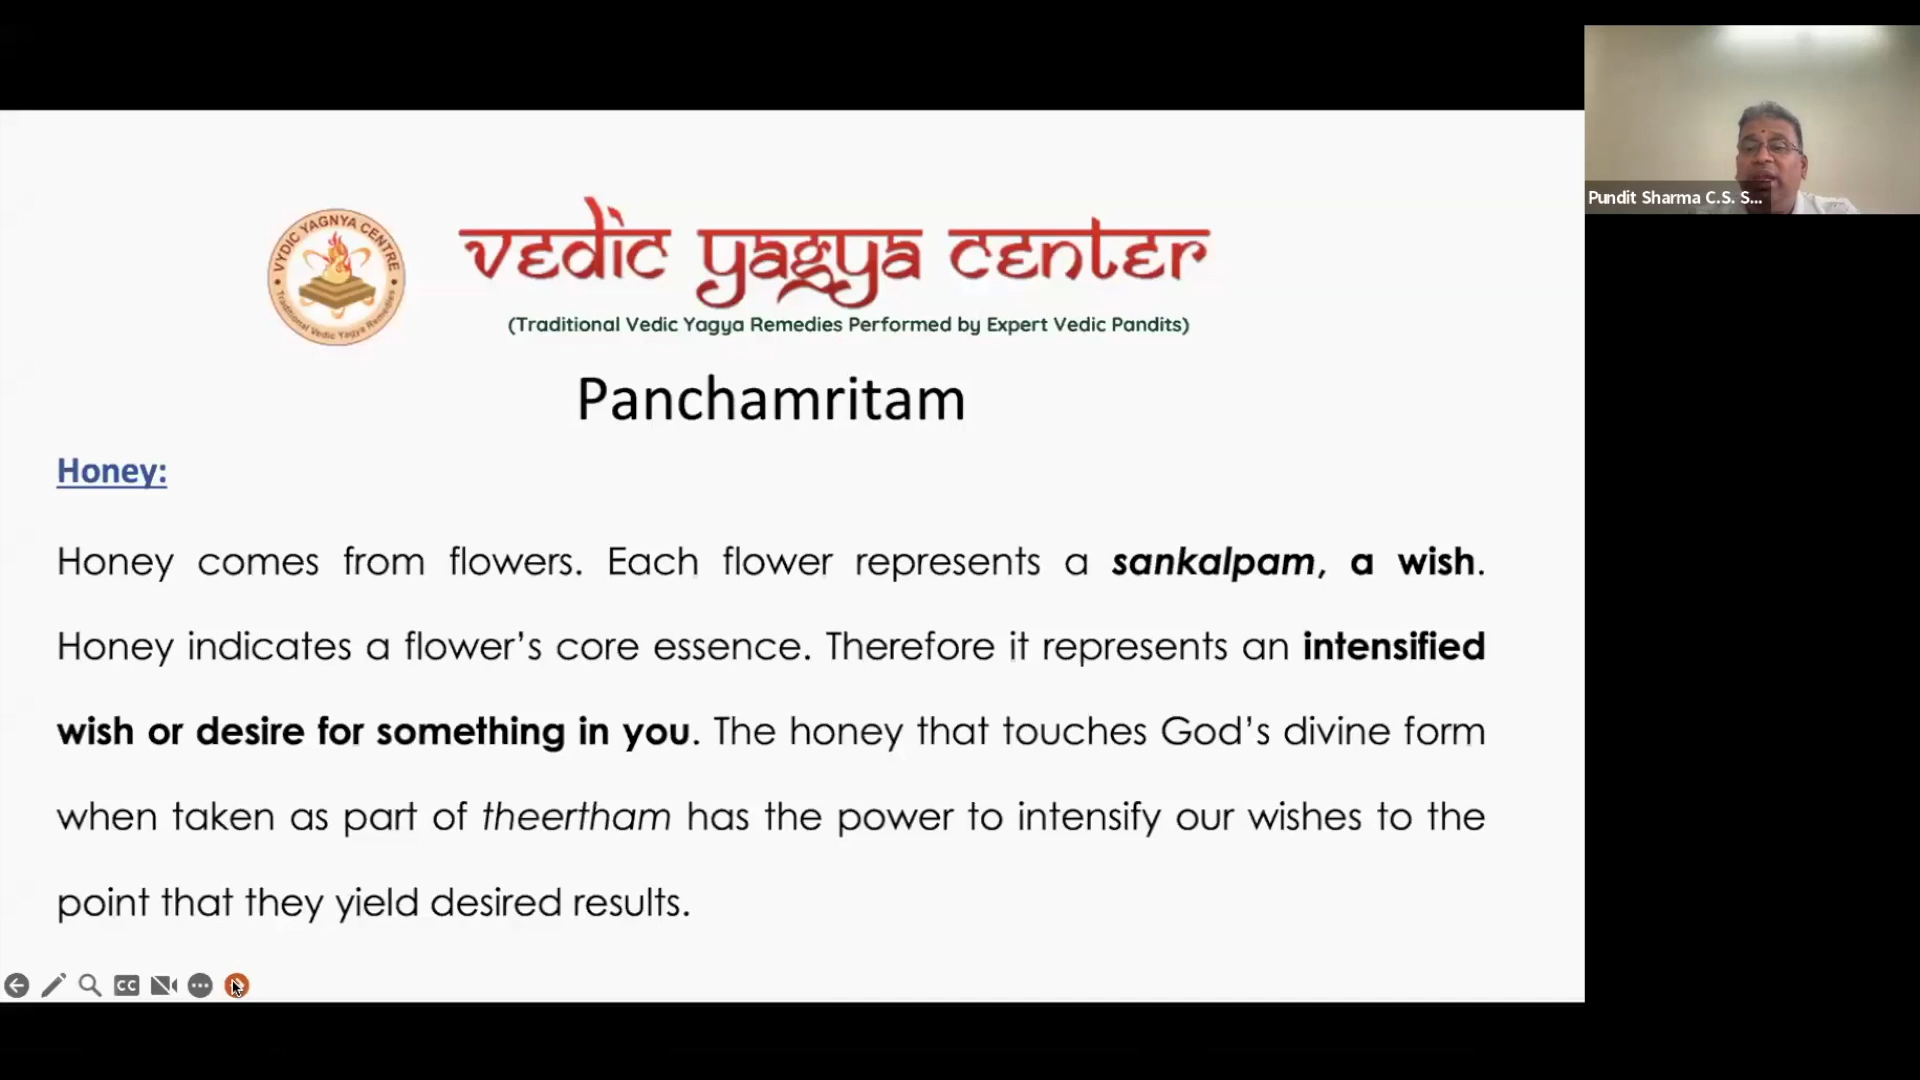 VYDIC YAGNYA CENTRE
Traditional Vedic Yagya Remedies
vedic yagya center
(Traditional Vedic Yagya Remedies Performed by Expert Vedic Pandits)
Pundit Sharma C.S. S...
Panchamritam
Honey:
Honey comes from flowers. Each flower represents a sankalpam, a wish.
Honey indicates a flower’s core essence. Therefore it represents an intensified
wish or desire for something in you. The honey that touches God’s divine form
when taken as part of theertham has the power to intensify our wishes to the
point that they yield desired results.
CC